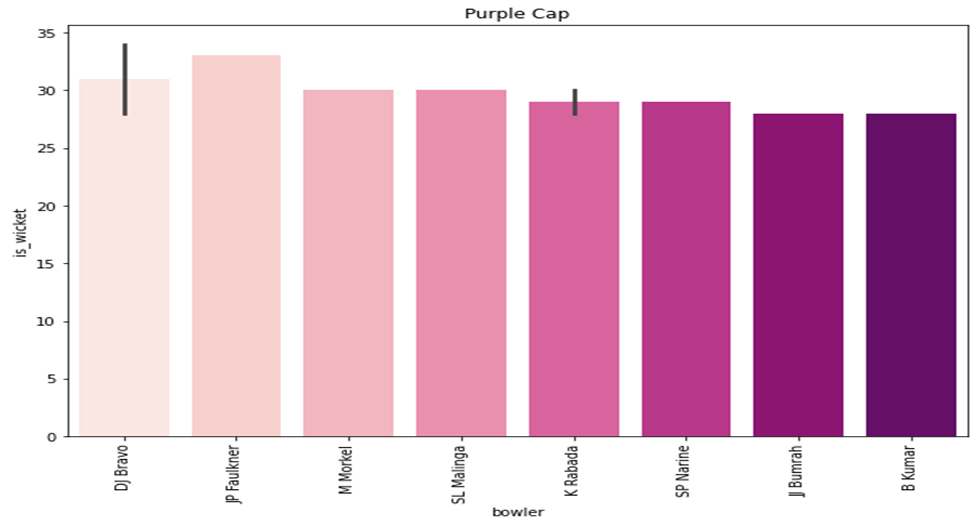 Purple Cap
35
30
25
20
15
10
5
0
is_wicket
DJ Bravo
JP Faulkner
M Morkel
SL Malinga
K Rabada
SP Narine
JJ Bumrah
B Kumar
bowler